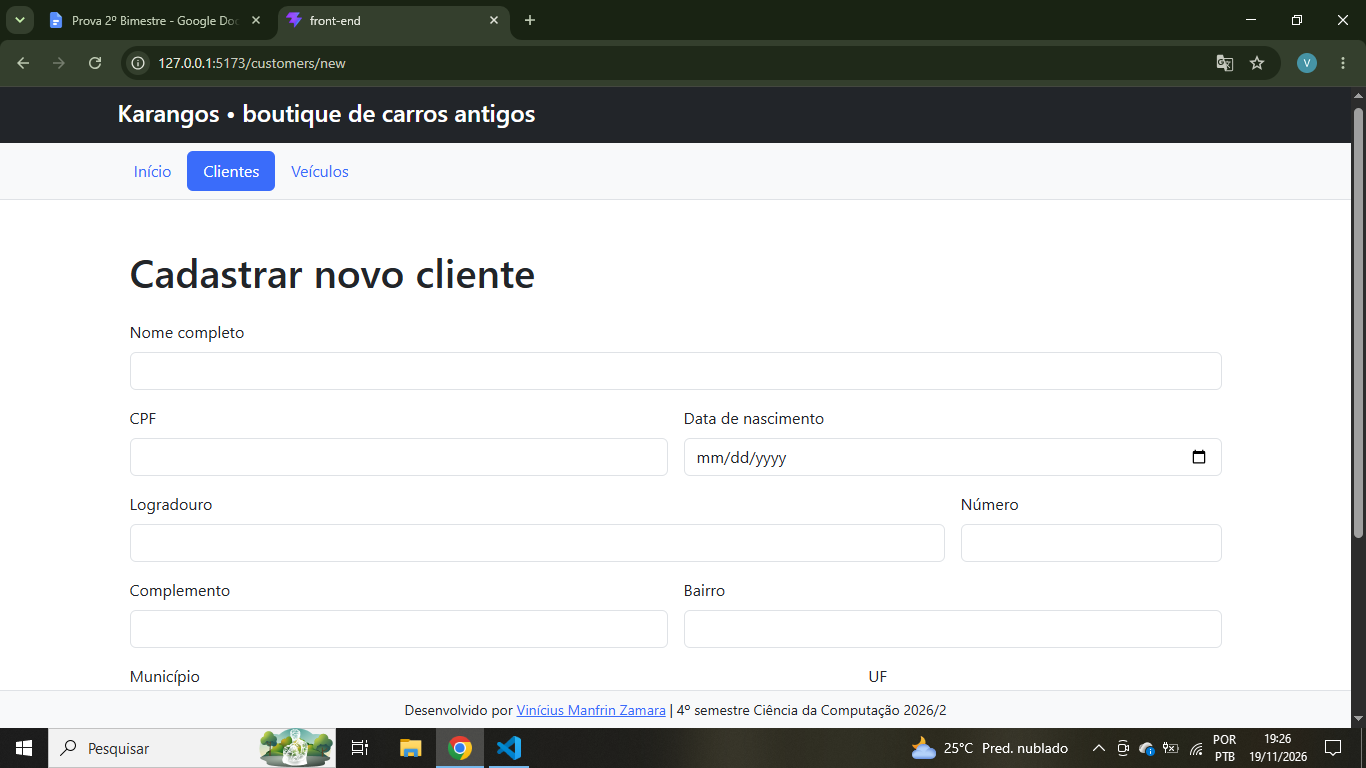 Prova 2º Bimestre - Google Doc
front-end
127.0.0.1:5173/customers/new
V
Karangos • boutique de carros antigos
Início
Clientes
Veículos
Cadastrar novo cliente
Nome completo
CPF
Data de nascimento
mm/dd/yyyy
Logradouro
Número
Complemento
Bairro
Município
UF
Desenvolvido por Vinícius Manfrin Zamara | 4º semestre Ciência da Computação 2026/2
Pesquisar
25°C Pred. nublado
POR
PTB
19:26
19/11/2026